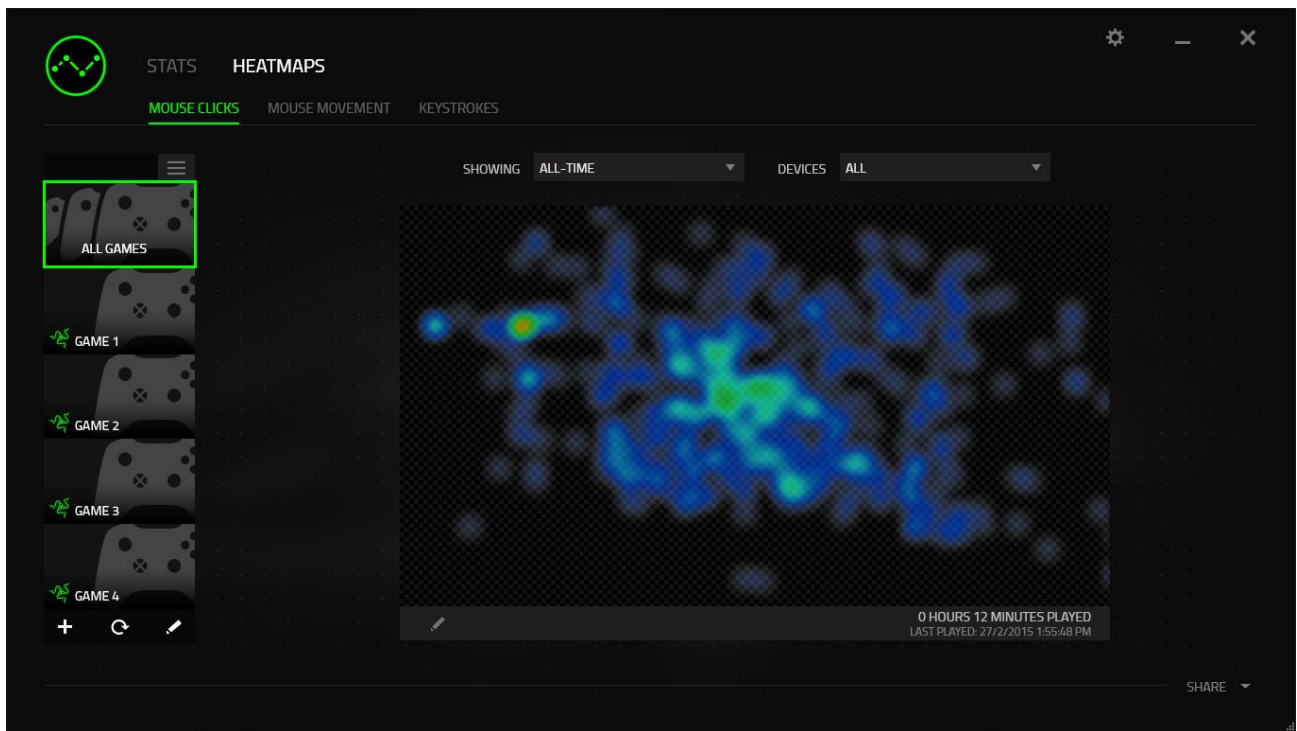 STATS HEATMAPS
MOUSE CLICKS MOUSE MOVEMENT KEYSTROKES
SHOWING ALL-TIME DEVICES ALL
ALL GAMES
GAME 1
GAME 2
GAME 3
GAME 4
0 HOURS 12 MINUTES PLAYED
LAST PLAYED: 27/2/2015 1:55:48 PM
SHARE